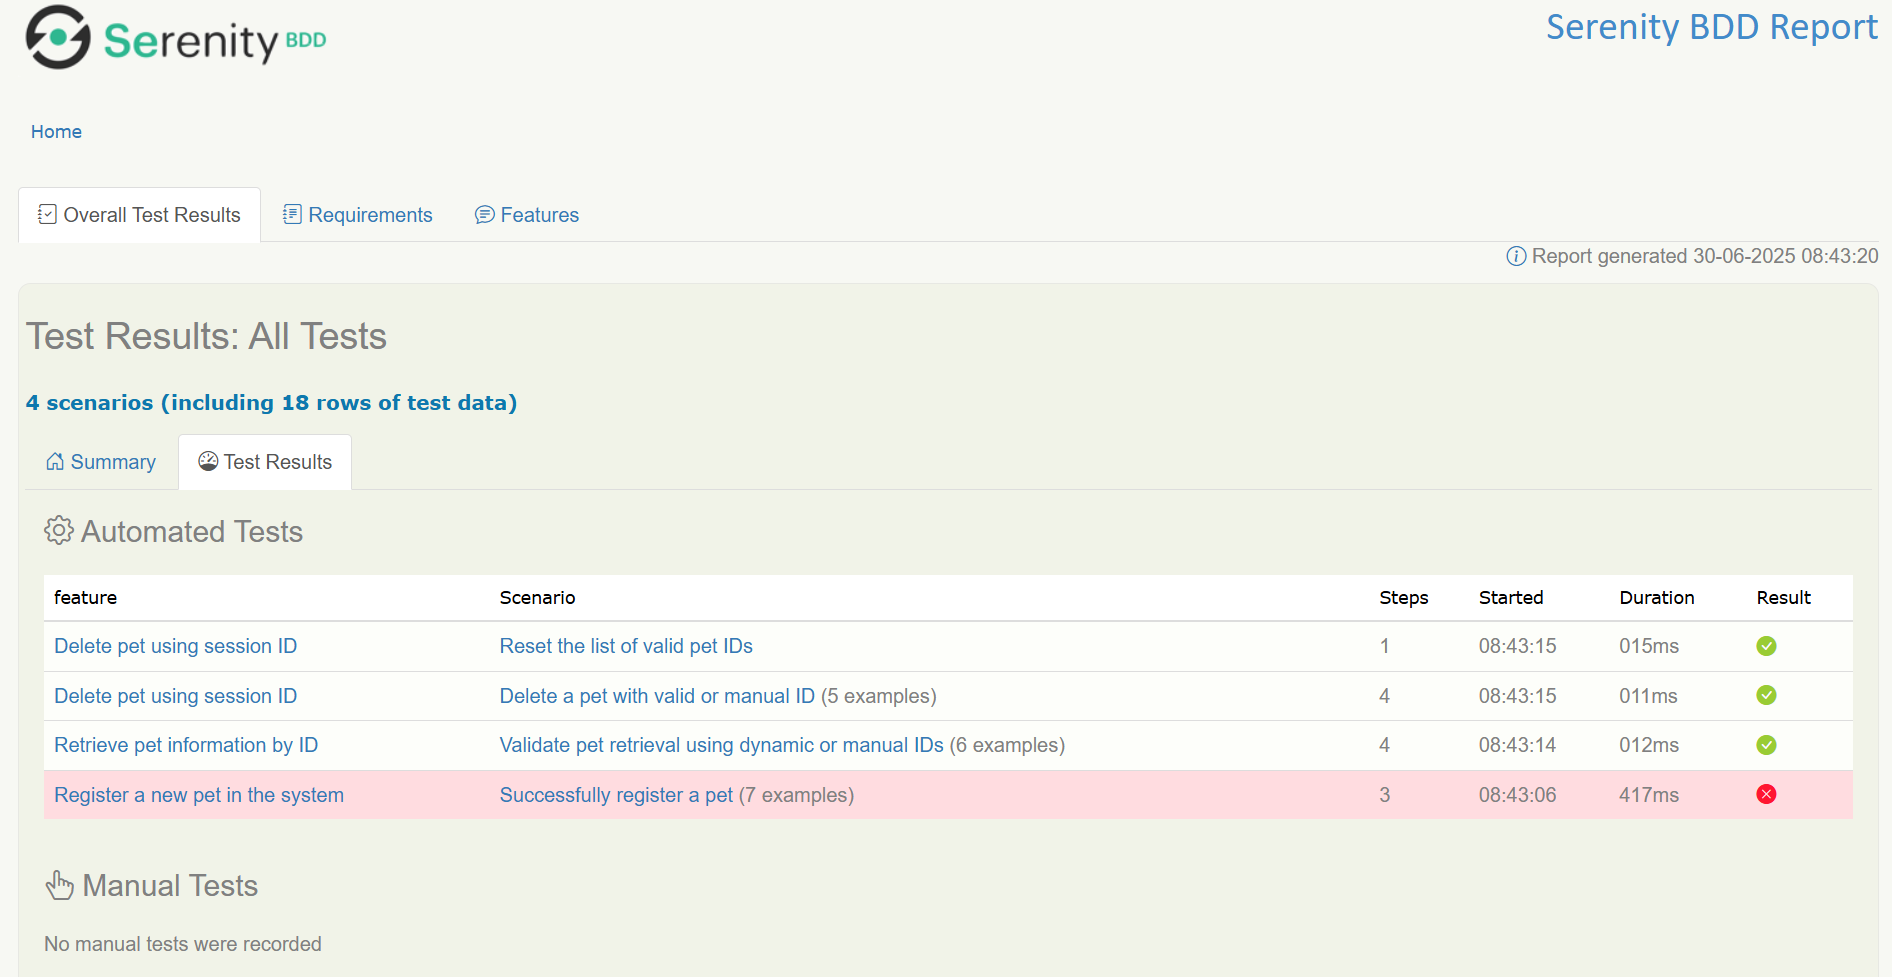 Serenity BDD
Serenity BDD Report
Home
Overall Test Results
Requirements
Features
Report generated 30-06-2025 08:43:20
Test Results: All Tests
4 scenarios (including 18 rows of test data)
Summary
Test Results
Automated Tests
feature Scenario Steps Started Duration Result
Delete pet using session ID Reset the list of valid pet IDs 1 08:43:15 015ms
Delete pet using session ID Delete a pet with valid or manual ID (5 examples) 4 08:43:15 011ms
Retrieve pet information by ID Validate pet retrieval using dynamic or manual IDs (6 examples) 4 08:43:14 012ms
Register a new pet in the system Successfully register a pet (7 examples) 3 08:43:06 417ms
Manual Tests
No manual tests were recorded